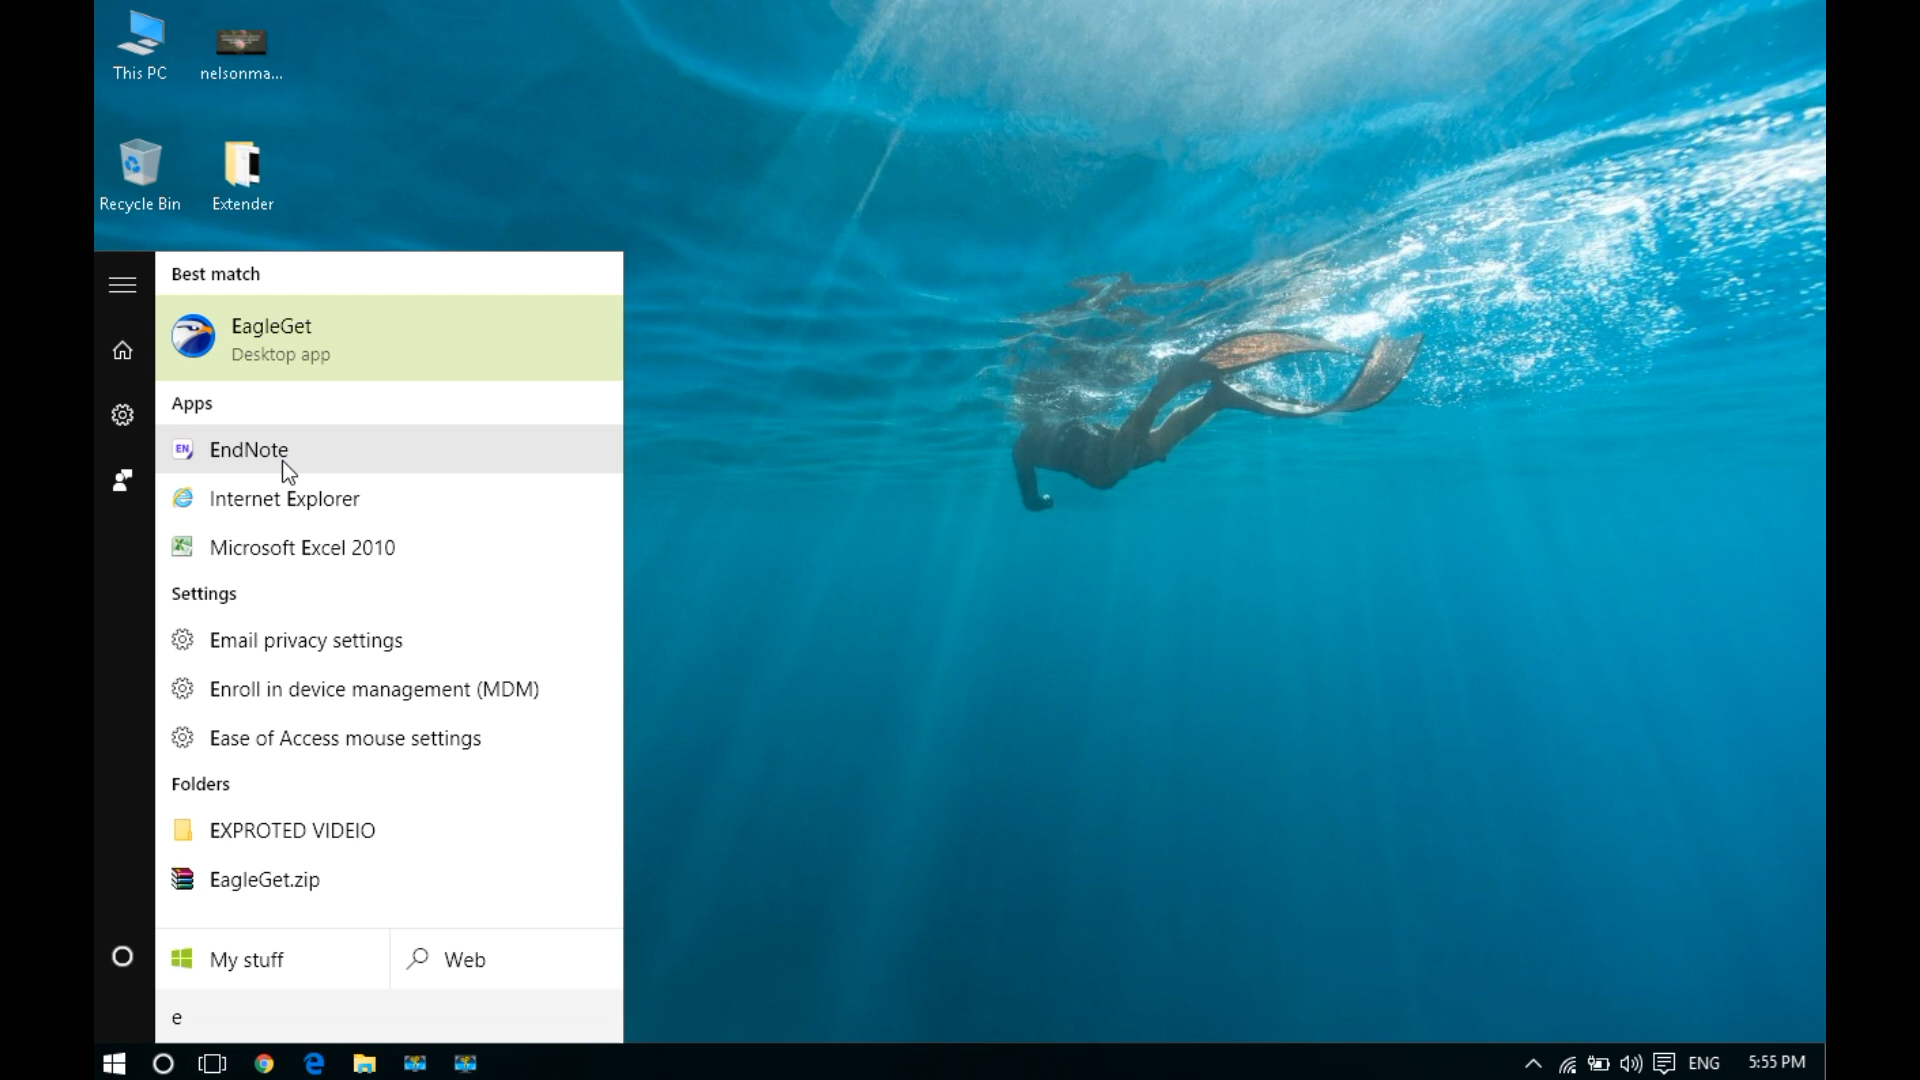 This PC
nelsonma...
Recycle Bin
Extender
Best match
EagleGet
Desktop app
Apps
EN
EndNote
Internet Explorer
Microsoft Excel 2010
Settings
Email privacy settings
Enroll in device management (MDM)
Ease of Access mouse settings
Folders
EXPROTED VIDEIO
EagleGet.zip
My stuff
Web
e
ENG
5:55 PM